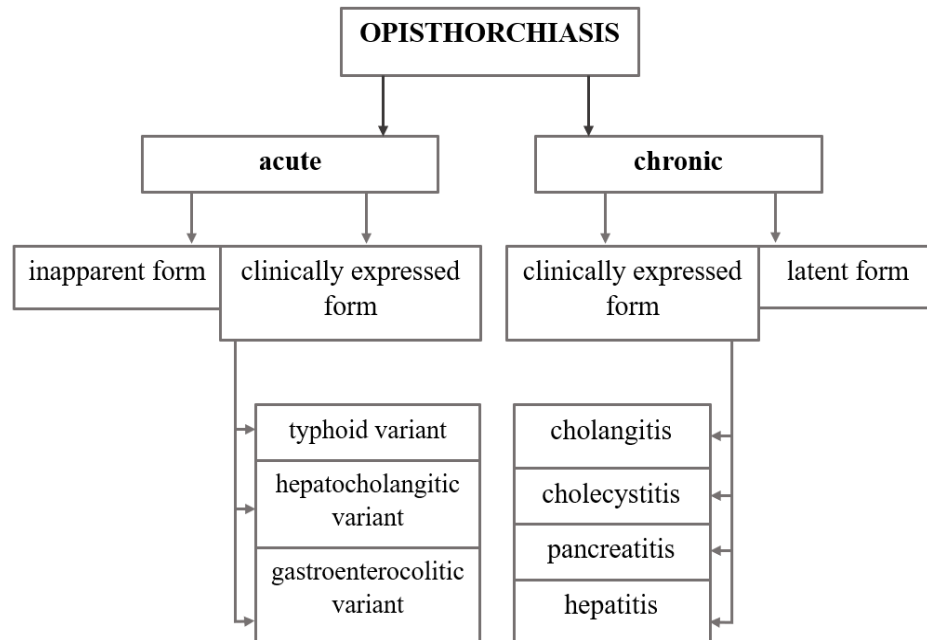 OPISTHORCHIASIS
acute
chronic
inapparent form
clinically expressed
form
clinically expressed
form
latent form
typhoid variant
hepatocholangitic
variant
gastroenterocolitic
variant
cholangitis
cholecystitis
pancreatitis
hepatitis